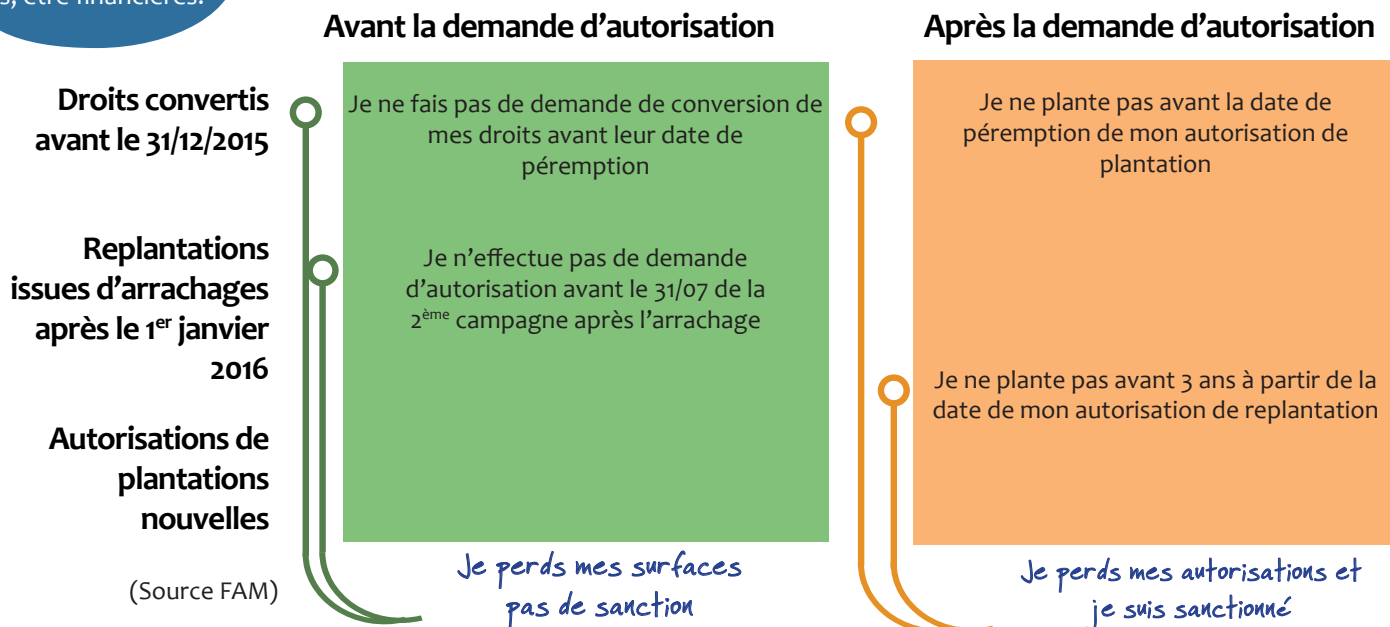 être financières.
Avant la demande d'autorisation
Après la demande d'autorisation
Droits convertis
avant le 31/12/2015
Je ne fais pas de demande de conversion de
mes droits avant leur date de
péremption
Je ne plante pas avant la date de
péremption de mon autorisation de
plantation
Replantations
issues d'arrachages
après le 1er janvier
2016
Je n'effectue pas de demande
d'autorisation avant le 31/07 de la
2ème campagne après l'arrachage
Je ne plante pas avant 3 ans à partir de la
date de mon autorisation de replantation
Autorisations de
plantations
nouvelles
(Source FAM)
Je perds mes surfaces
pas de sanction
Je perds mes autorisations et
je suis sanctionné